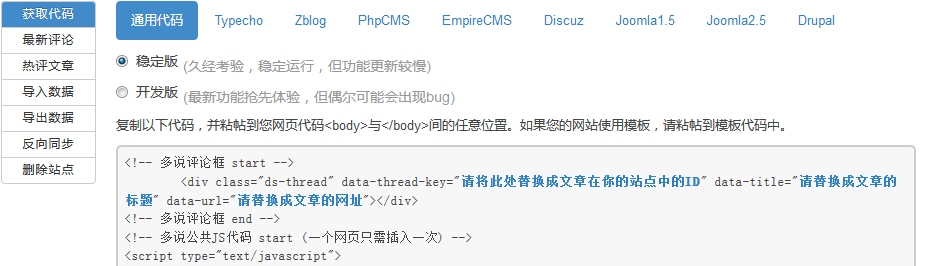 获取代码
最新评论
热评文章
导入数据
导出数据
反向同步
删除站点
通用代码 Typecho Zblog PhpCMS EmpireCMS Discuz Joomla1.5 Joomla2.5 Drupal
稳定版 (久经考验，稳定运行，但功能更新较慢)
开发版 (最新功能抢先体验，但偶尔可能会出现bug)
复制以下代码，并粘帖到您网页代码<body>与</body>间的任意位置。如果您的网站使用模板，请粘帖到模板代码中。
<!-- 多说评论框 start -->
<div class="ds-thread" data-thread-key="请将此处替换成文章在你的站点中的ID" data-title="请替换成文章的
标题" data-url="请替换成文章的网址"></div>
<!-- 多说评论框 end -->
<!-- 多说公共JS代码 start (一个网页只需插入一次) -->
<script type="text/javascript">